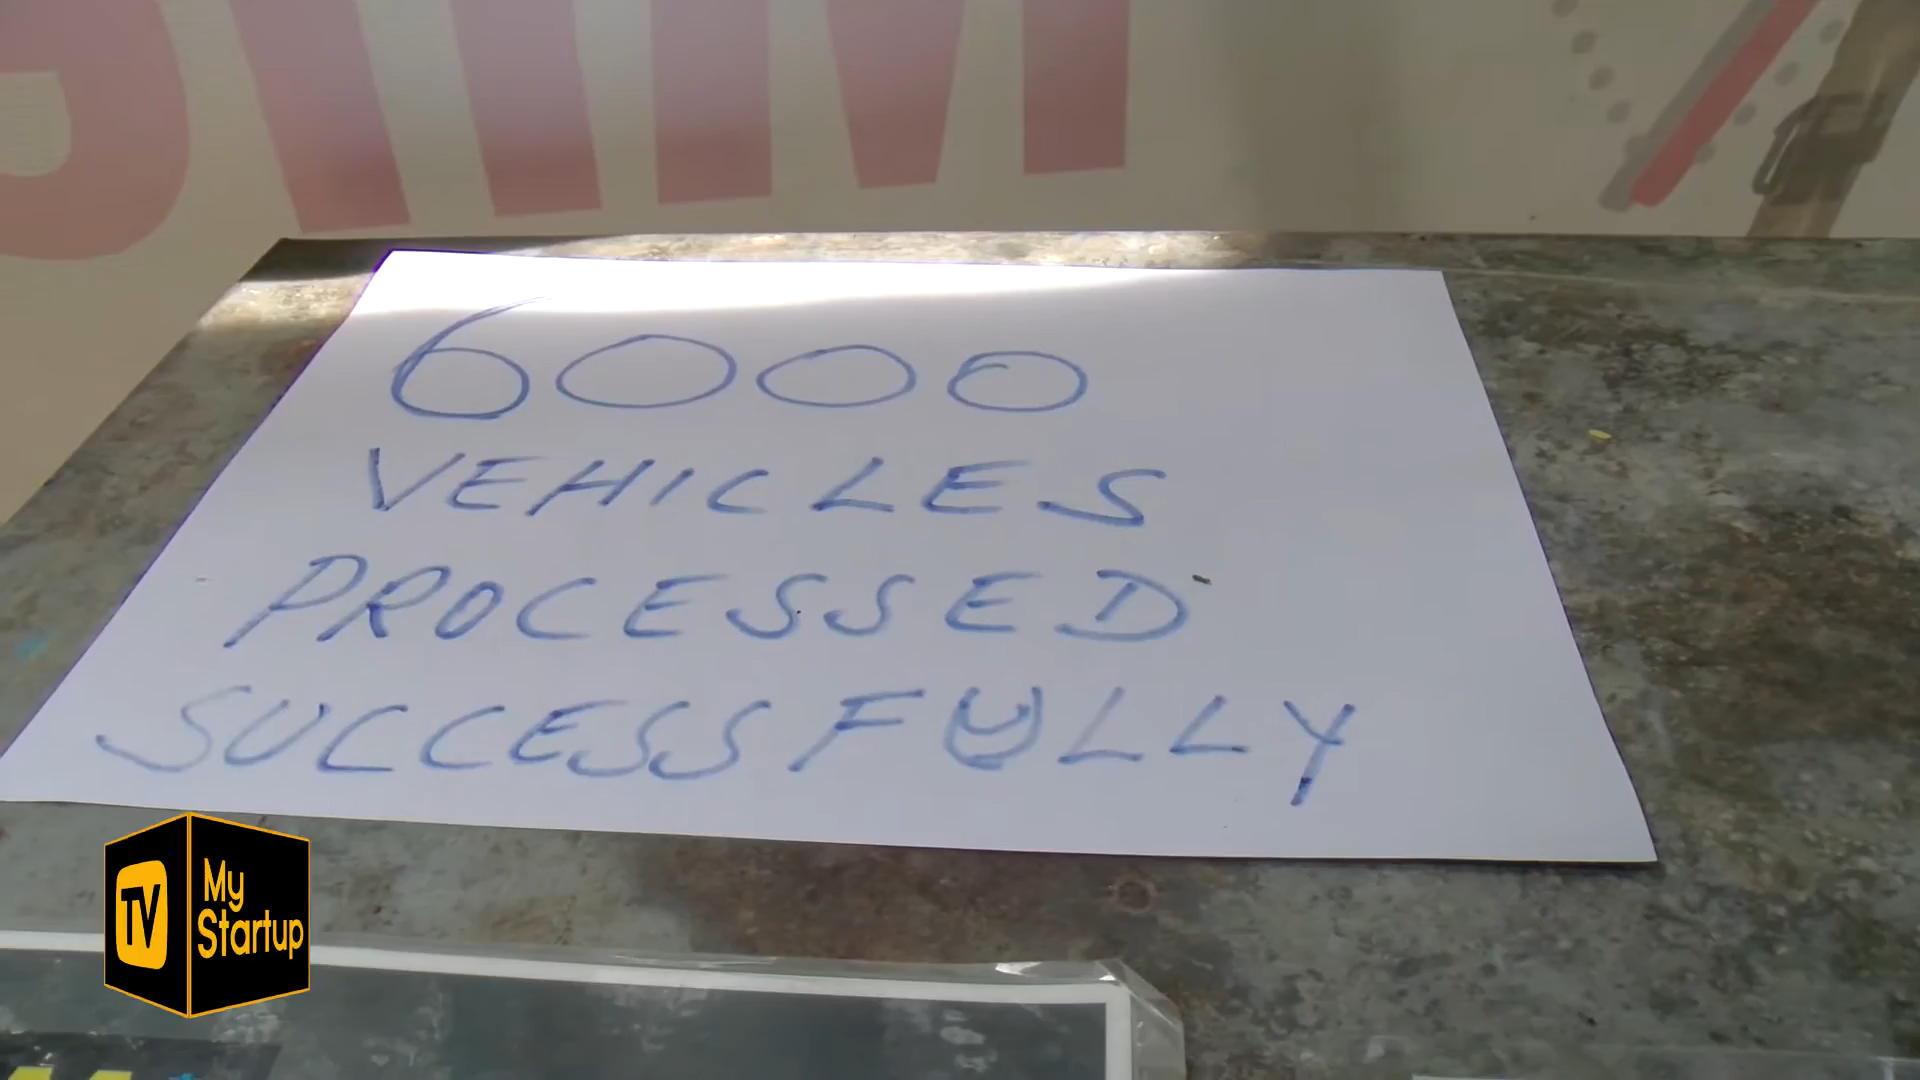 6000
VEHICLES
PROCESSED
SUCCESSFULLY
TV
My
Startup